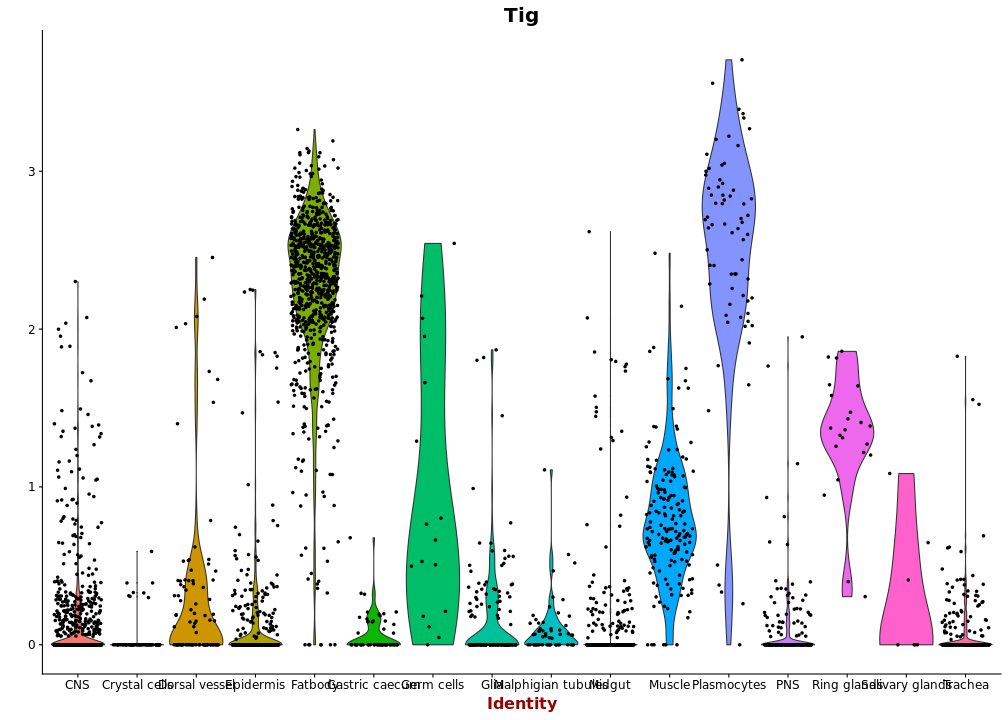 Tig
3
2
1
0
CNS Crystal cells Dorsal vessel Epidermis Fatbody Gastric caecum Germ cells Glia Malphigian tubules Midgut Muscle Plasmocytes PNS Ring glands Salivary glands Trachea
Identity